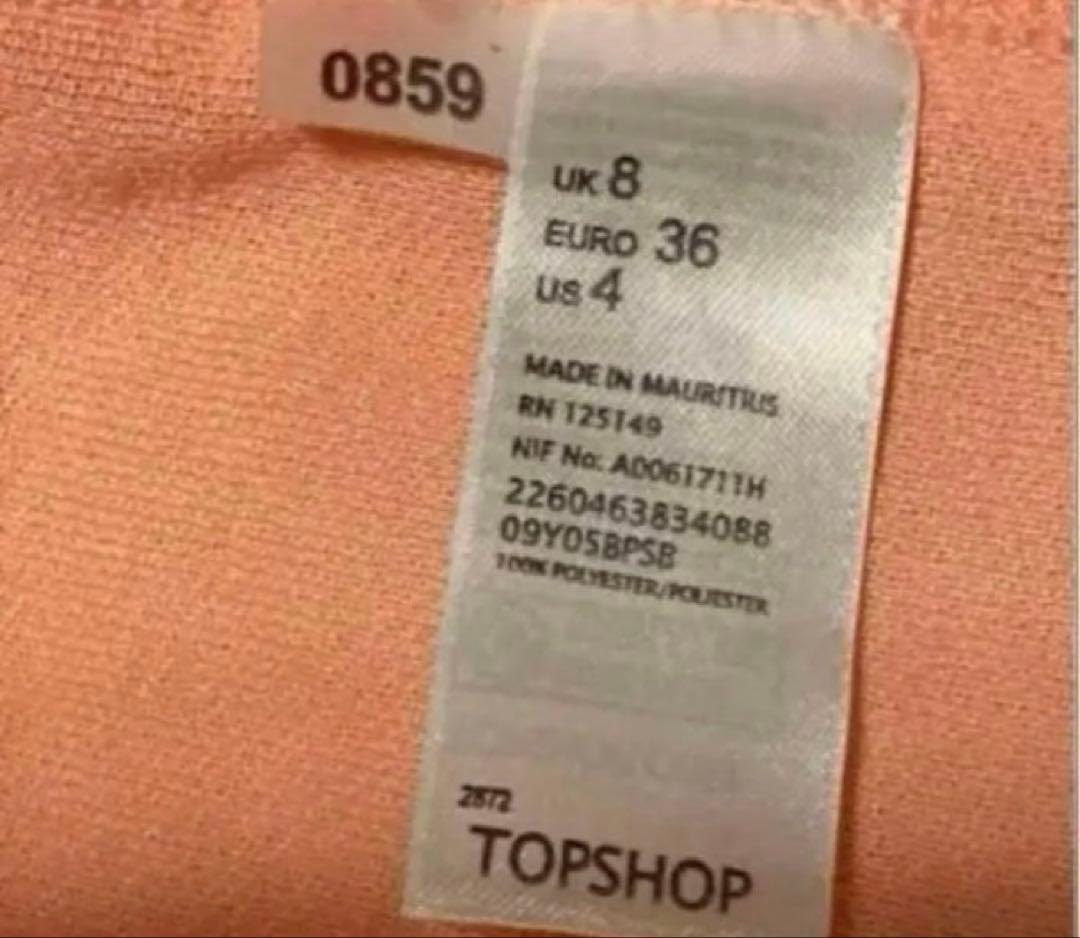 0859
UK 8
EURO 36
US 4
MADE IN MAURITIUS
RN 125149
NIF No: A0061711H
2260463834088
09Y05BPSB
100% POLYESTER/POLIESTER
2872
TOPSHOP